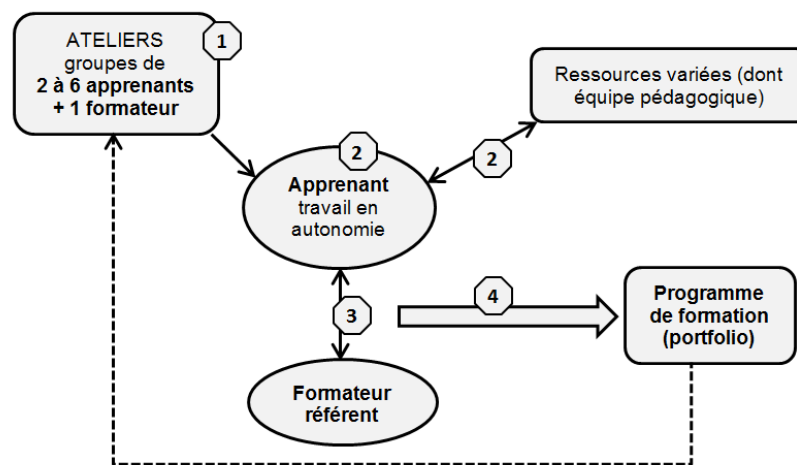 ATELIERS
groupes de
2 à 6 apprenants
+ 1 formateur
1
Ressources variées (dont
équipe pédagogique)
2
2
Apprenant
travail en
autonomie
3
4
Programme
de formation
(portfolio)
Formateur
référent